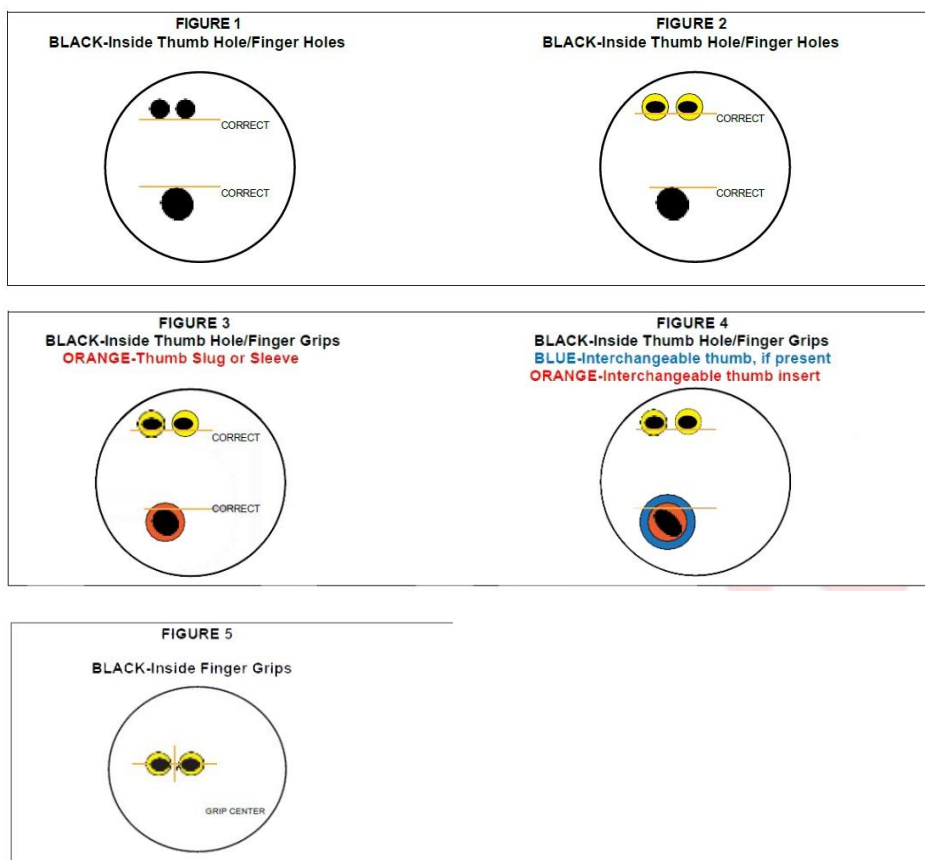 FIGURE 1
BLACK-Inside Thumb Hole/Finger Holes
CORRECT
CORRECT
FIGURE 2
BLACK-Inside Thumb Hole/Finger Holes
CORRECT
CORRECT
FIGURE 3
BLACK-Inside Thumb Hole/Finger Grips
ORANGE-Thumb Slug or Sleeve
CORRECT
CORRECT
FIGURE 4
BLACK-Inside Thumb Hole/Finger Grips
BLUE-Interchangeable thumb, if present
ORANGE-Interchangeable thumb insert
FIGURE 5
BLACK-Inside Finger Grips
GRIP CENTER